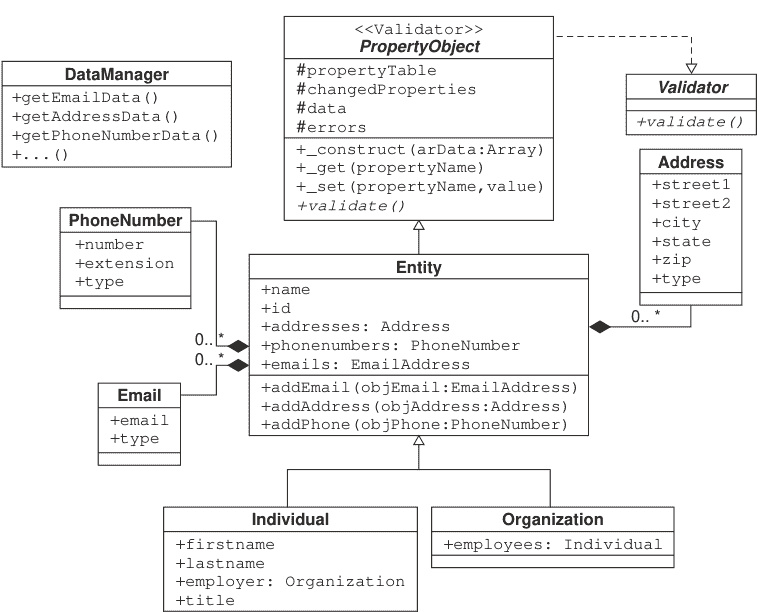 <<Validator>>
PropertyObject
#propertyTable
#changedProperties
#data
#errors
+_construct(arData:Array)
+_get(propertyName)
+_set(propertyName,value)
+validate()
DataManager
+getEmailData()
+getAddressData()
+getPhoneNumberData()
+...()
Validator
+validate()
Address
+street1
+street2
+city
+state
+zip
+type
PhoneNumber
+number
+extension
+type
Entity
+name
+id
+addresses: Address
+phonenumbers: PhoneNumber
+emails: EmailAddress
+addEmail(objEmail:EmailAddress)
+addAddress(objAddress:Address)
+addPhone(objPhone:PhoneNumber)
0.. *
0.. *
0.. *
Email
+email
+type
Individual
+firstname
+lastname
+employer: Organization
+title
Organization
+employees: Individual